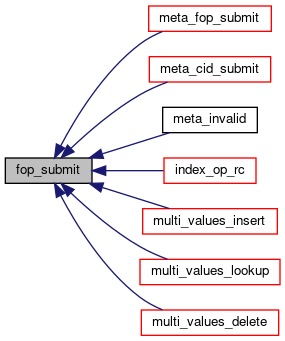 meta_fop_submit
meta_cid_submit
meta_invalid
fop_submit
index_op_rc
multi_values_insert
multi_values_lookup
multi_values_delete